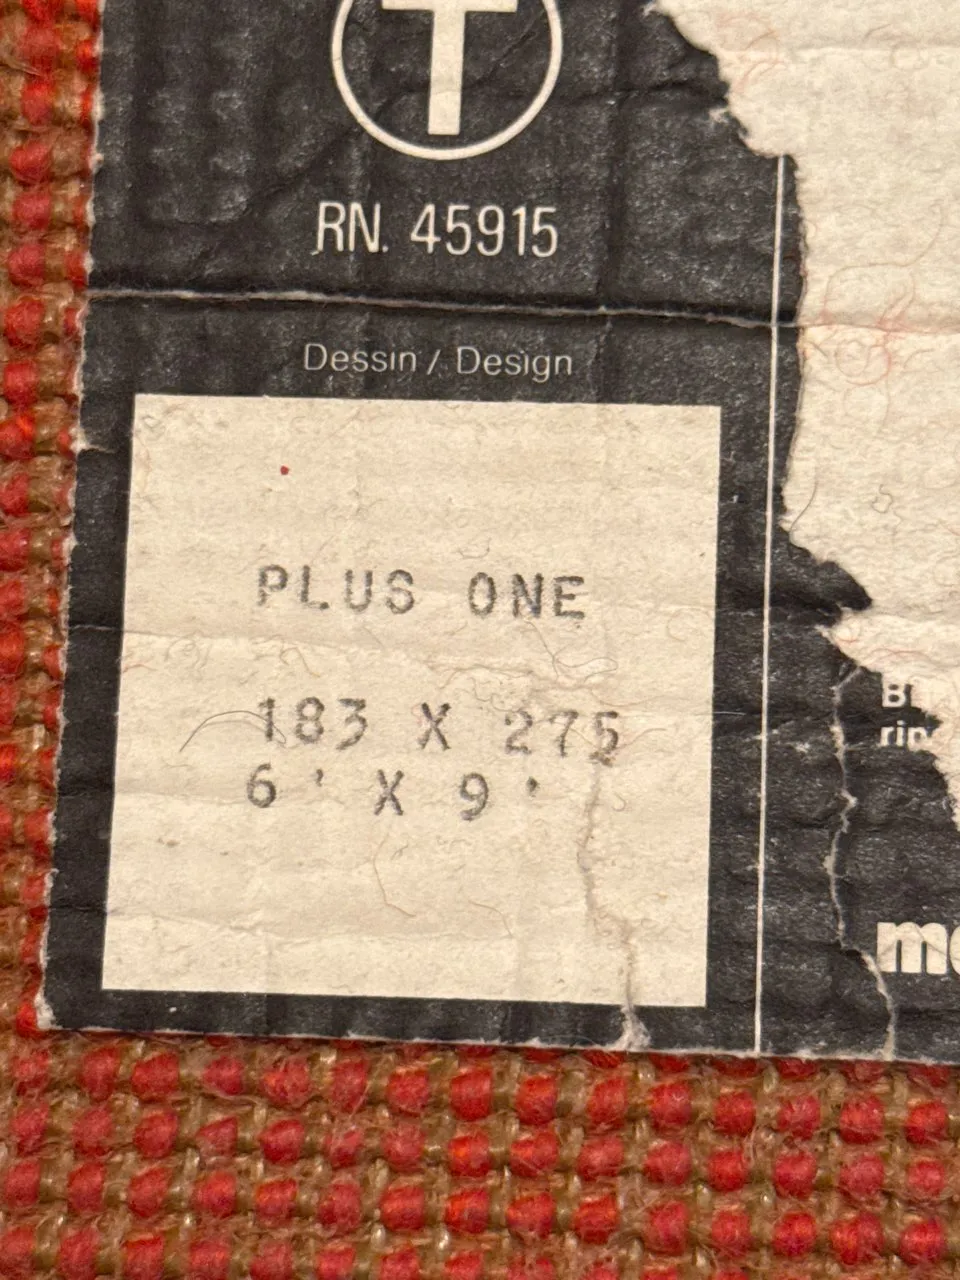 T
RN. 45915
Dessin / Design
PLUS ONE
183 X 275
6' X 9'